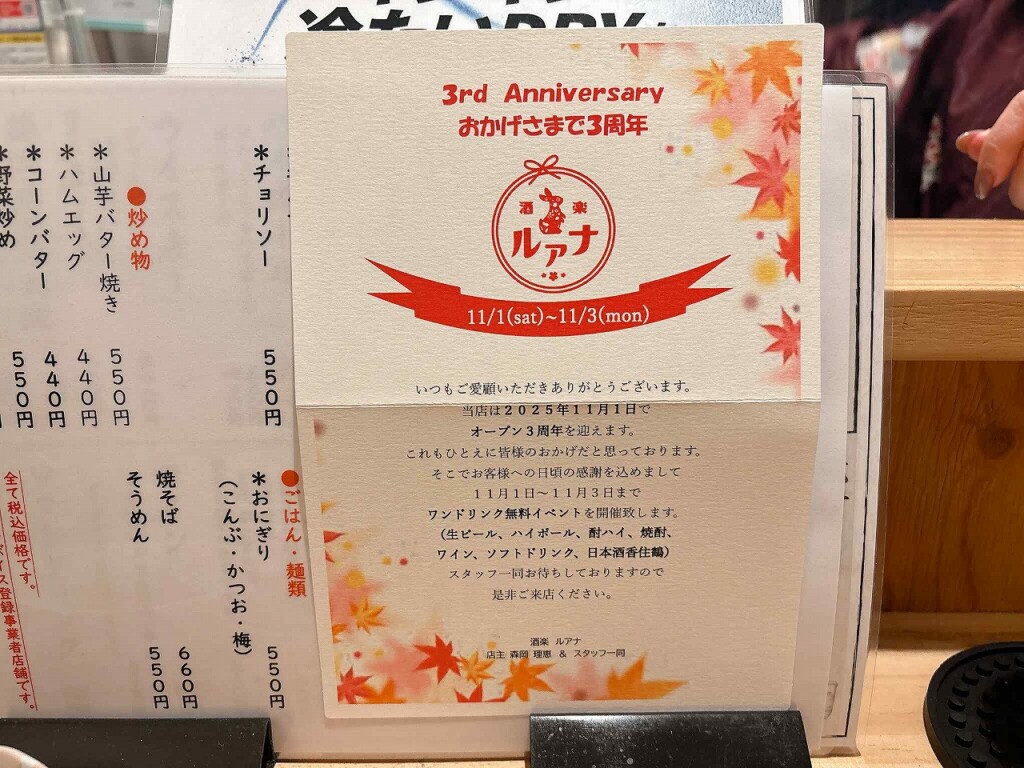 冷たいDRY
3rd Anniversary
おかげさまで3周年
酒楽
ルアナ
11/1(sat)~11/3(mon)
いつもご愛顧いただきありがとうございます。
当店は2025年11月1日で
オープン3周年を迎えます。
これもひとえに皆様のおかげだと思っております。
そこでお客様への日頃の感謝を込めまして
11月1日~11月3日まで
ワンドリンク無料イベントを開催致します。
(生ビール、ハイボール、酎ハイ、焼酎、
ワイン、ソフトドリンク、日本酒香住鶴)
スタッフ一同お待ちしておりますので
是非ご来店ください。
酒楽 ルアナ
店主 森岡 理恵 & スタッフ一同
*チョリソー 550円
●炒め物
*山芋バター焼き 550円
*ハムエッグ 440円
*コーンバター 440円
*野菜炒め 550円
●ごはん・麺類
*おにぎり 550円
(こんぶ・かつお・梅)
焼そば 660円
そうめん 550円
全て税込価格です。
ボイス登録事業者店舗です。